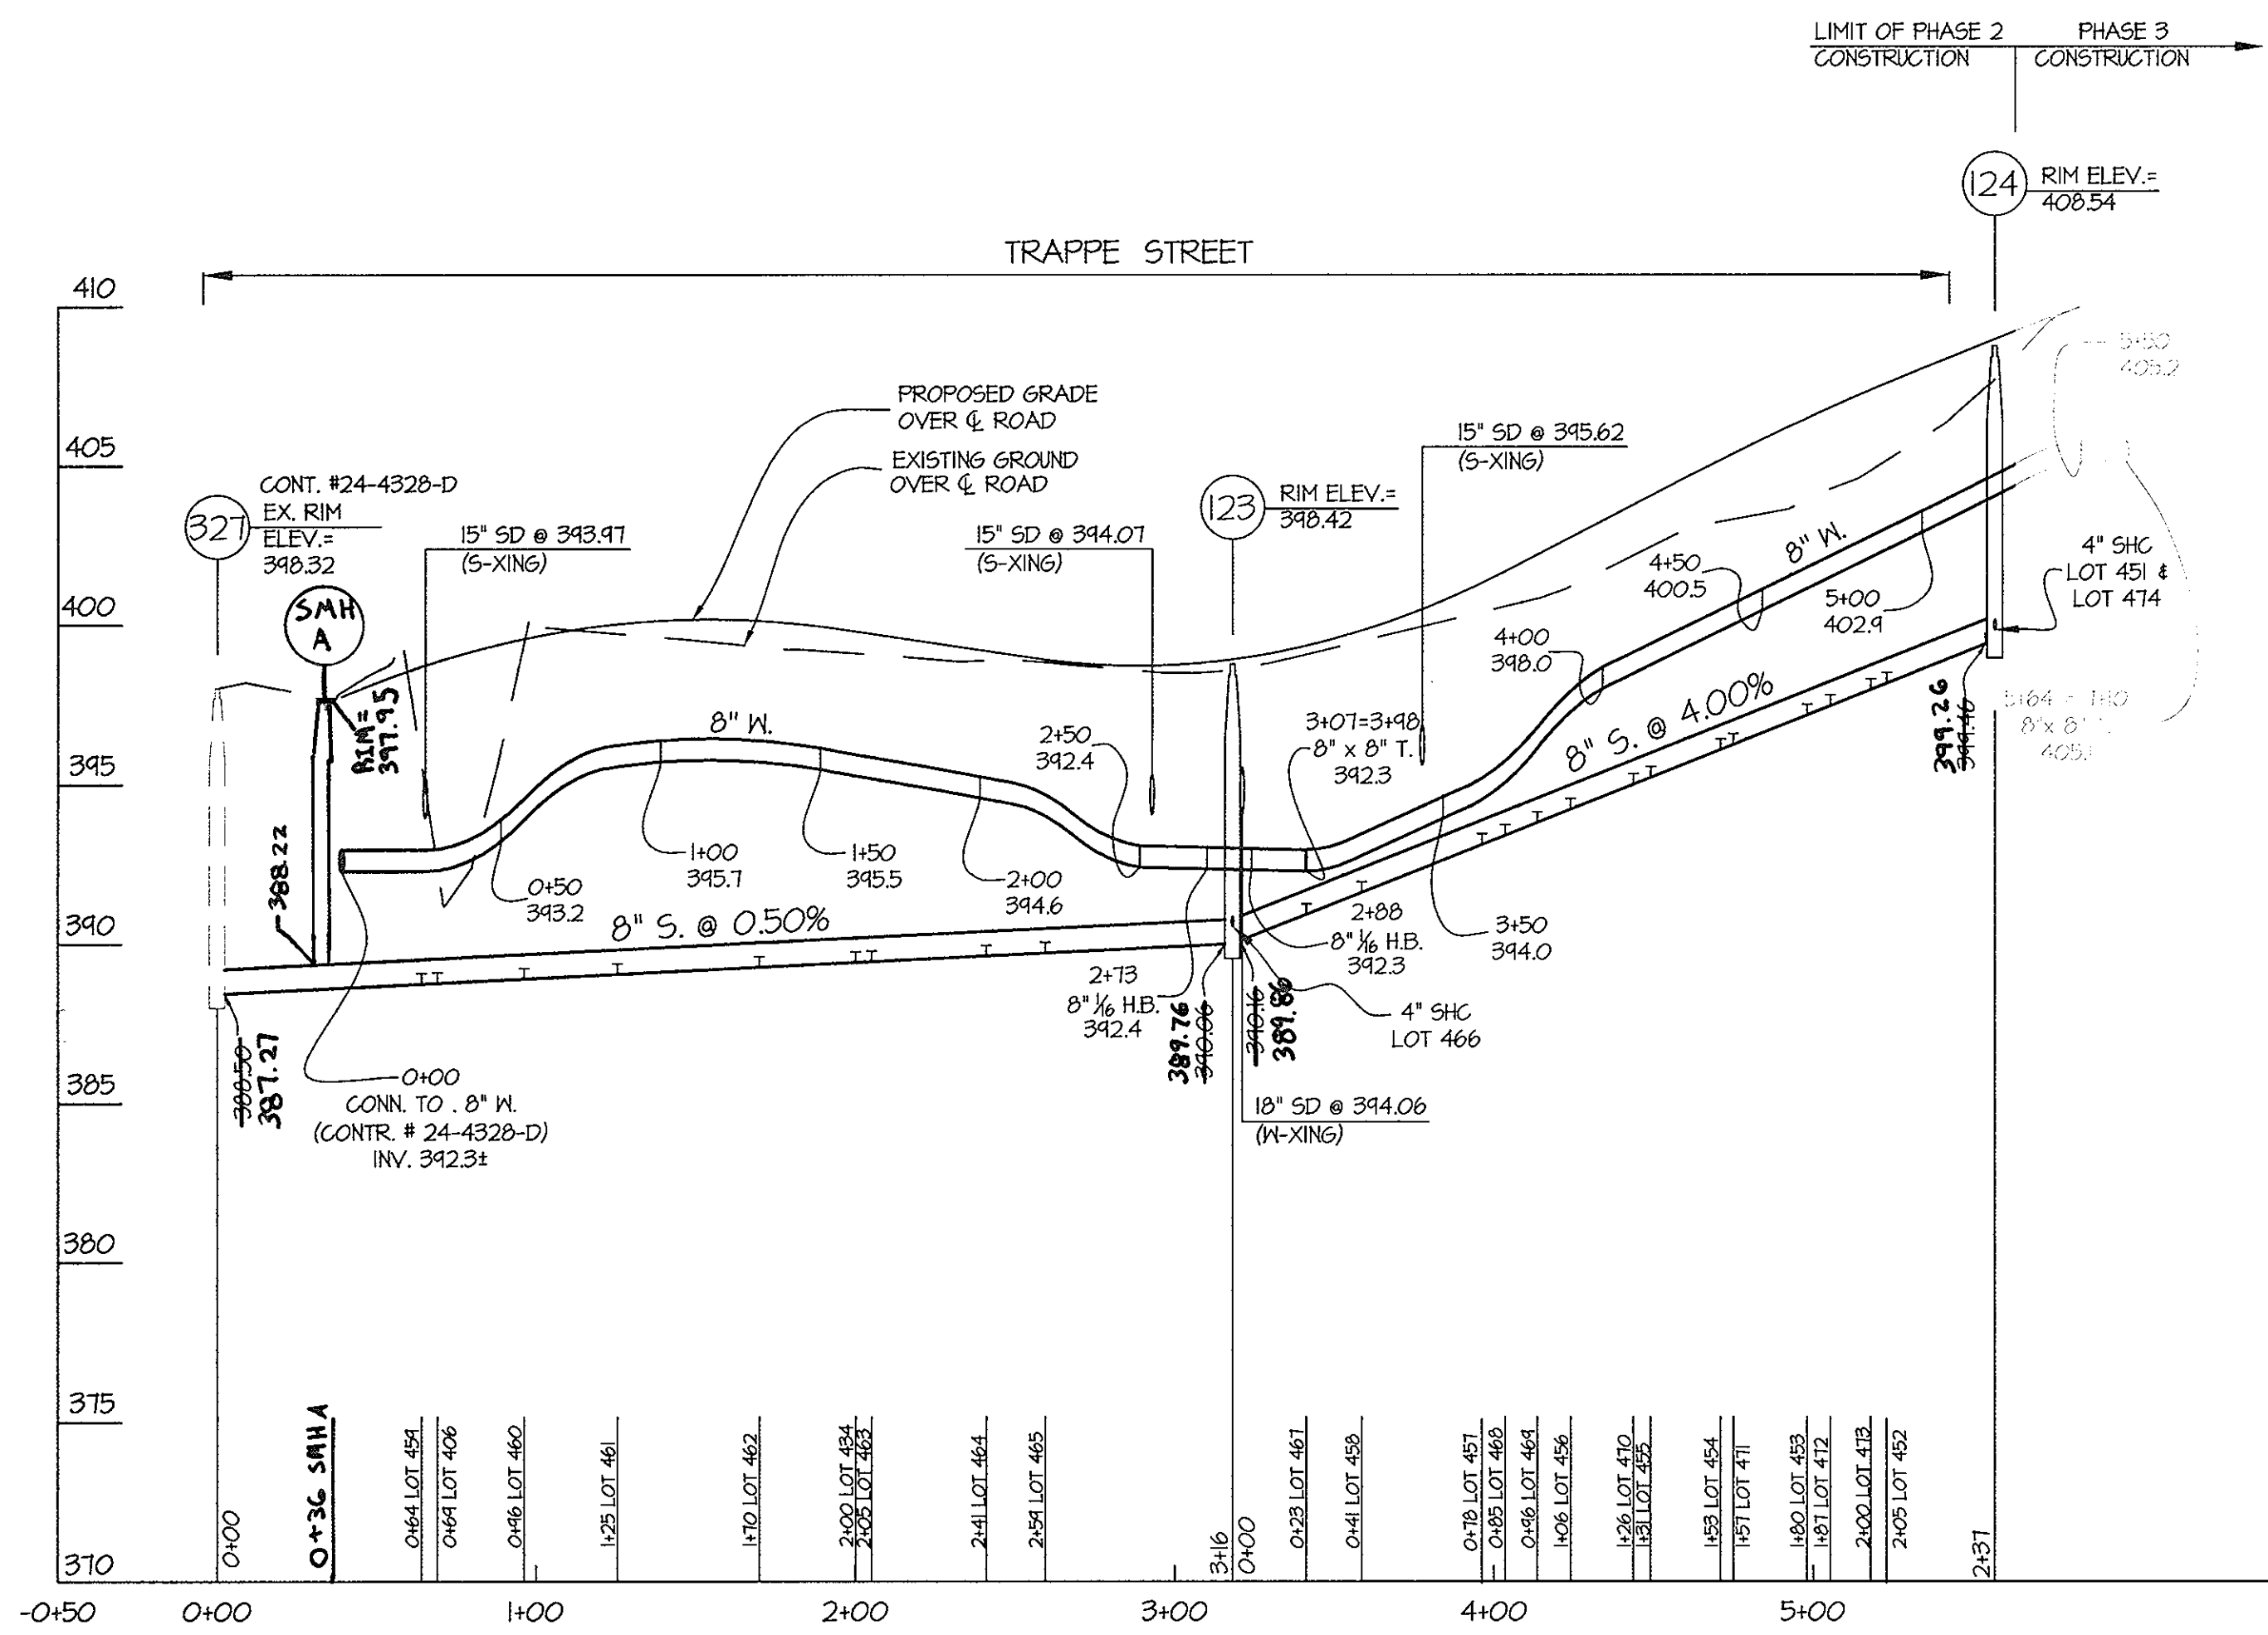 LIMIT OF PHASE 2
CONSTRUCTION
PHASE 3
CONSTRUCTION
124
RIM ELEV.=
408.54
TRAPPE STREET
410
405
400
395
390
385
380
375
370
PROPOSED GRADE
OVER ℄ ROAD
EXISTING GROUND
OVER ℄ ROAD
CONT. #24-4328-D
EX. RIM
ELEV.=
398.32
327
SMH
A
RIM=
397.95
15" SD @ 393.97
(S-XING)
15" SD @ 394.07
(S-XING)
123
RIM ELEV.=
398.42
15" SD @ 395.62
(S-XING)
5+50
405.2
8" W.
4+50
400.5
5+00
402.9
4+00
398.0
4" SHC
LOT 451 &
LOT 474
8" S. @ 4.00%
399.26
399.46
5+64 = 1+10
8" x 8"
405.
8" W.
2+50
392.4
3+07=3+98
8" x 8" T.
392.3
388.22
0+50
393.2
1+00
395.7
1+50
395.5
2+00
394.6
8" S. @ 0.50%
2+88
8" 1/16 H.B.
392.3
3+50
394.0
2+73
8" 1/16 H.B.
392.4
389.76
390.06
390.16
389.86
4" SHC
LOT 466
388.50
387.27
0+00
CONN. TO . 8" W.
(CONTR. # 24-4328-D)
INV. 392.3±
18" SD @ 394.06
(W-XING)
0+00
0+36 SMH A
0+64 LOT 459
0+69 LOT 406
0+96 LOT 460
1+25 LOT 461
1+70 LOT 462
2+00 LOT 434
2+05 LOT 463
2+41 LOT 464
2+59 LOT 465
3+16
0+00
0+23 LOT 467
0+41 LOT 458
0+78 LOT 457
0+85 LOT 468
0+96 LOT 469
1+06 LOT 456
1+26 LOT 470
1+31 LOT 455
1+53 LOT 454
1+57 LOT 471
1+80 LOT 453
1+87 LOT 472
2+00 LOT 473
2+05 LOT 452
2+37
-0+50
0+00
1+00
2+00
3+00
4+00
5+00